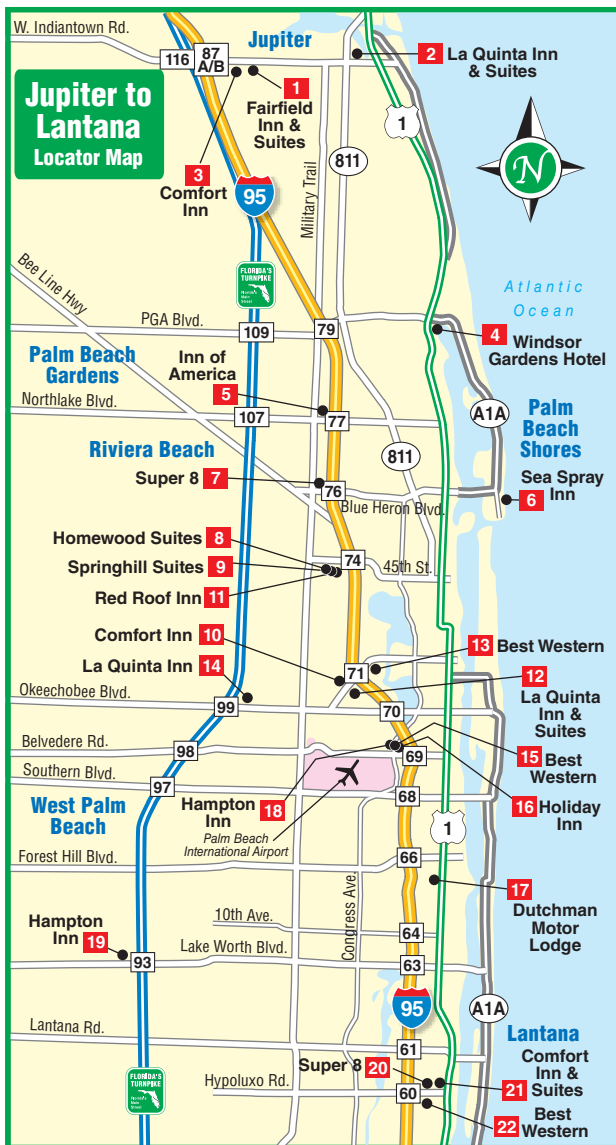 W. Indiantown Rd.
Jupiter
116
87
A/B
2
La Quinta Inn
& Suites
Jupiter to
Lantana
Locator Map
1
Fairfield
Inn &
Suites
3
Comfort
Inn
1
811
Military Trail
N
95
Bee Line Hwy
FLORIDA'S
TURNPIKE
Atlantic
Ocean
PGA Blvd.
109
79
4
Windsor
Gardens Hotel
Palm Beach
Gardens
Inn of
America
5
Northlake Blvd.
107
77
A1A
Palm
Beach
Shores
Riviera Beach
811
Super 8
7
76
Blue Heron Blvd.
Sea Spray
Inn
6
Homewood Suites
8
Springhill Suites
9
Red Roof Inn
11
74
45th St.
Comfort Inn
10
La Quinta Inn
14
13
Best Western
71
12
La Quinta
Inn &
Suites
Okeechobee Blvd.
99
70
Belvedere Rd.
98
69
15
Best
Western
Southern Blvd.
97
68
West Palm
Beach
Hampton
Inn
18
16
Holiday
Inn
Palm Beach
International Airport
1
Forest Hill Blvd.
66
17
Dutchman
Motor
Lodge
10th Ave.
Congress Ave.
64
Hampton
Inn
19
Lake Worth Blvd.
93
63
95
A1A
Lantana Rd.
61
Lantana
Super 8
20
Comfort
Inn &
Suites
21
Hypoluxo Rd.
60
FLORIDA'S
TURNPIKE
22
Best
Western